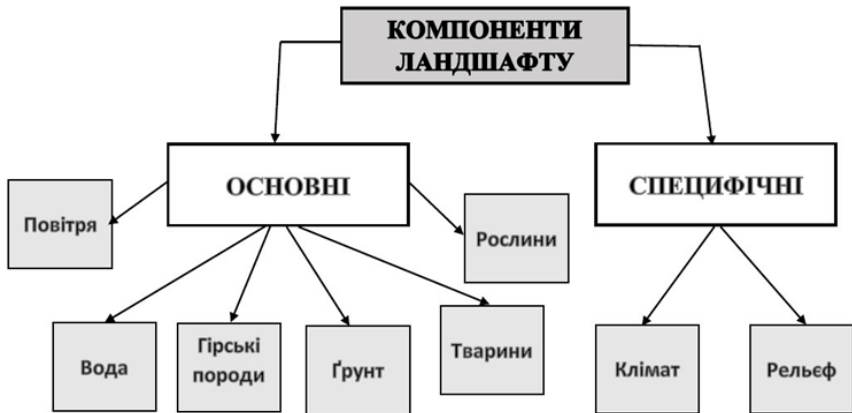 КОМПОНЕНТИ
ЛАНДШАФТУ
ОСНОВНІ
СПЕЦИФІЧНІ
Повітря
Рослини
Вода
Гірські
породи
Ґрунт
Тварини
Клімат
Рельєф